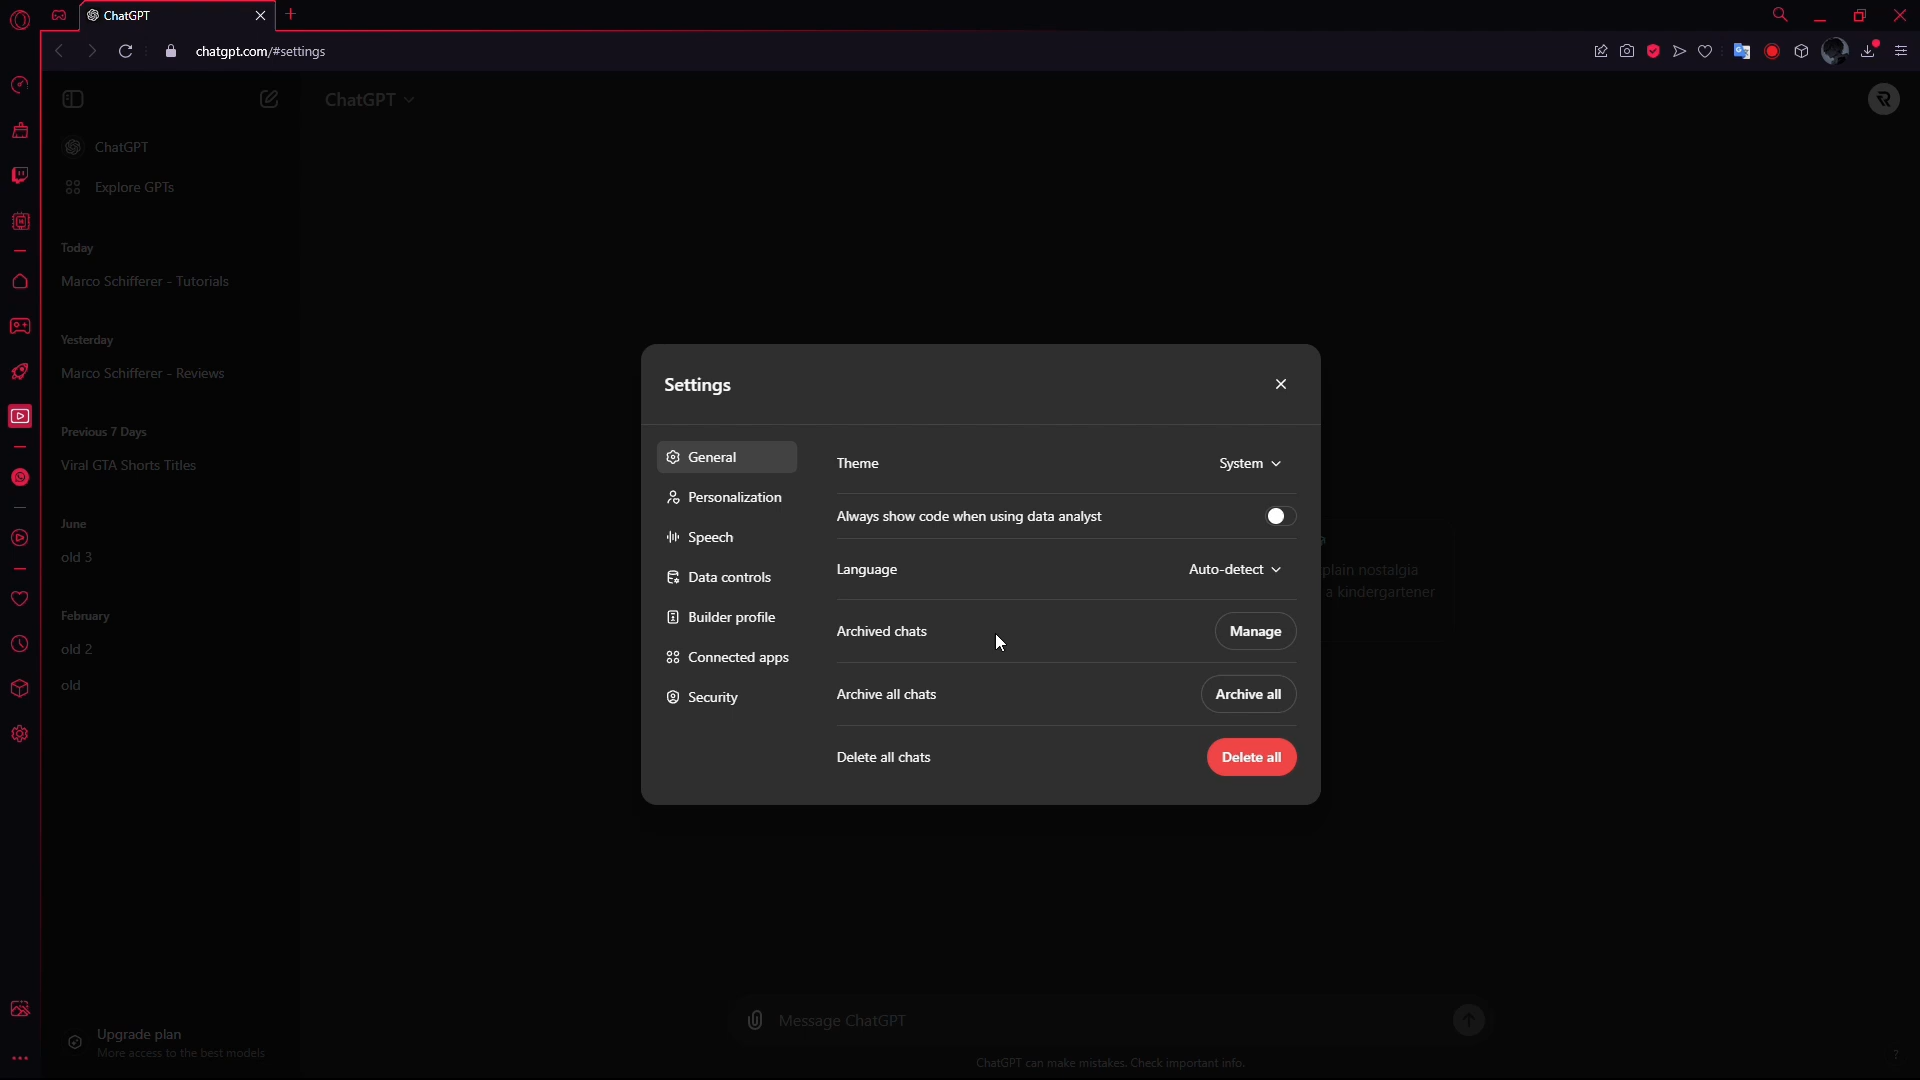 ChatGPT
chatgpt.com/#settings
ChatGPT
ChatGPT
Explore GPTs
Today
Marco Schifferer - Tutorials
Yesterday
Marco Schifferer - Reviews
Previous 7 Days
Viral GTA Shorts Titles
June
old 3
February
old 2
old
Upgrade plan
More access to the best models
Settings
General
Personalization
Speech
Data controls
Builder profile
Connected apps
Security
Theme
System
Always show code when using data analyst
Language
Auto-detect
Archived chats
Manage
Archive all chats
Archive all
Delete all chats
Delete all
plain nostalgia
a kindergartener
Message ChatGPT
ChatGPT can make mistakes. Check important info.
?